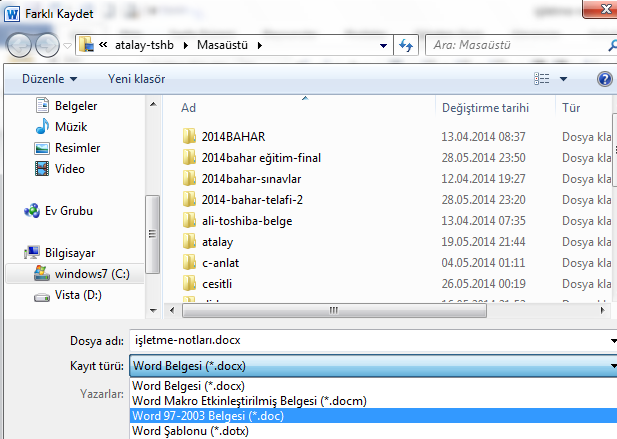 Farklı Kaydet
« atalay-tshb ▸ Masaüstü ▸
Ara: Masaüstü
Düzenle Yeni klasör
Belgeler
Müzik
Resimler
Video
Ev Grubu
Bilgisayar
windows7 (C:)
Vista (D:)
Ad Değiştirme tarihi Tür
2014BAHAR 13.04.2014 08:37 Dosya kla
2014bahar eğitim-final 28.05.2014 23:50 Dosya kla
2014bahar-sınavlar 12.04.2014 19:27 Dosya kla
2014-bahar-telafi-2 28.05.2014 23:20 Dosya kla
ali-toshiba-belge 13.04.2014 07:35 Dosya kla
atalay 19.05.2014 21:44 Dosya kla
c-anlat 04.05.2014 01:11 Dosya kla
cesitli 26.05.2014 00:19 Dosya kla
Dosya adı: işletme-notları.docx
Kayıt türü: Word Belgesi (*.docx)
Yazarlar:
Word Belgesi (*.docx)
Word Makro Etkinleştirilmiş Belgesi (*.docm)
Word 97-2003 Belgesi (*.doc)
Word Şablonu (*.dotx)